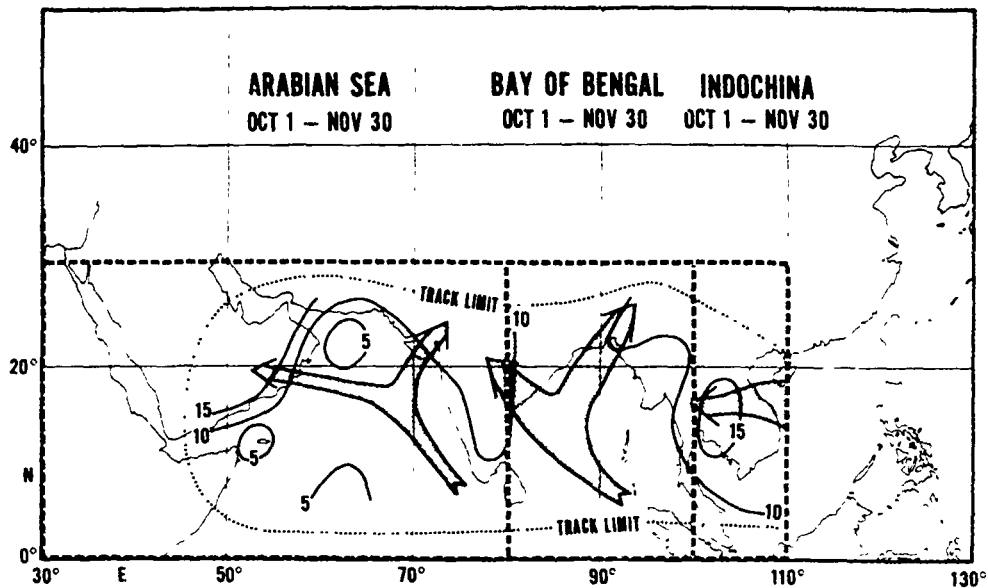 ARABIAN SEA
OCT 1 – NOV 30
BAY OF BENGAL
OCT 1 – NOV 30
INDOCHINA
OCT 1 – NOV 30
40°
TRACK LIMIT
10
5
20°
15
10
5
15
N
5
10
TRACK LIMIT
0°
30° E 50° 70° 90° 110° 130°